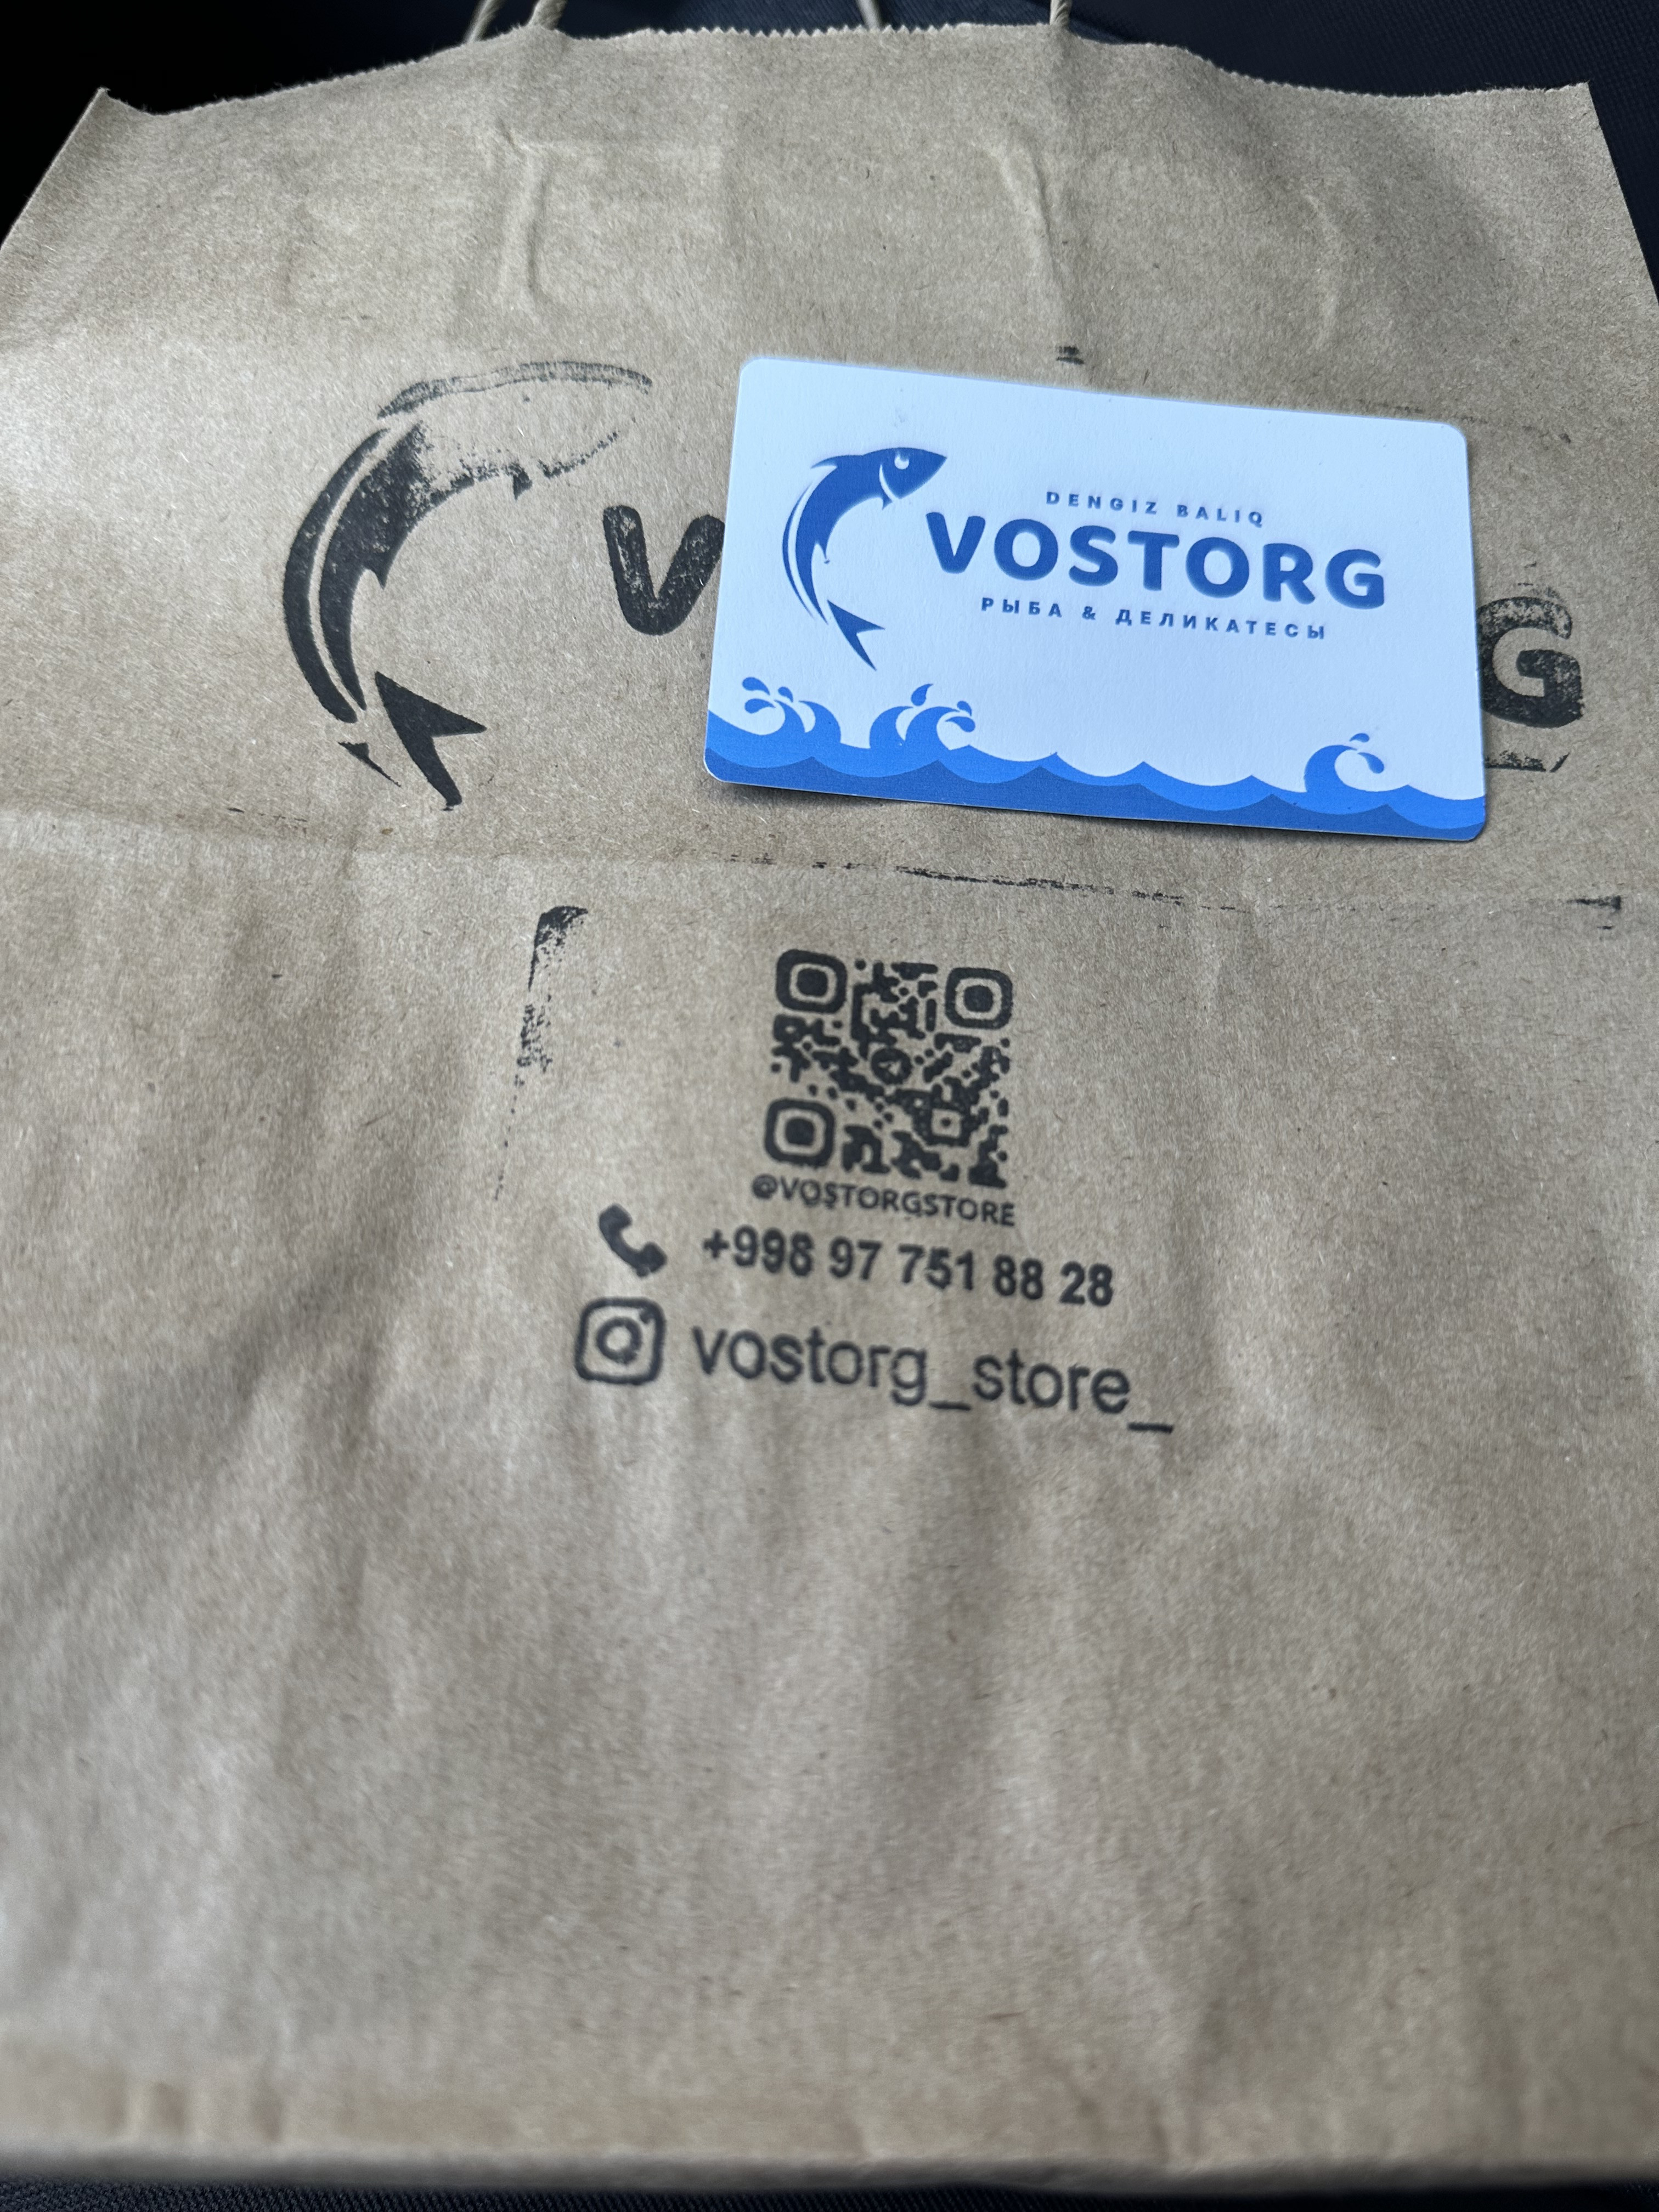 DENGIZ BALIQ
VOSTORG
РЫБА & ДЕЛИКАТЕСЫ
V
G
@VOSTORGSTORE
+998 97 751 88 28
vostorg_store_